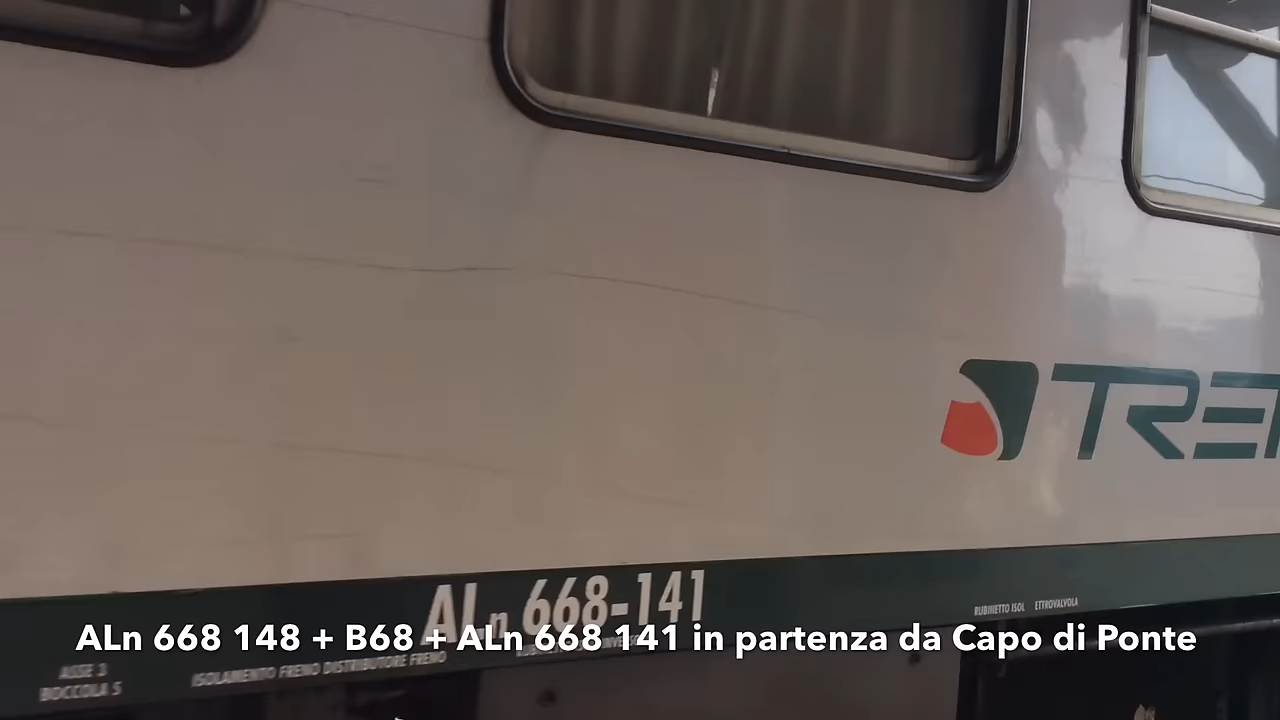 TRE
ALn 668-141
RUBINETTO ISOL ETTROVALVOLA
ALn 668 148 + B68 + ALn 668 141 in partenza da Capo di Ponte
ASSE 3
BOCCOLA 5
ISOLAMENTO FRENO DISTRIBUTORE FRENO